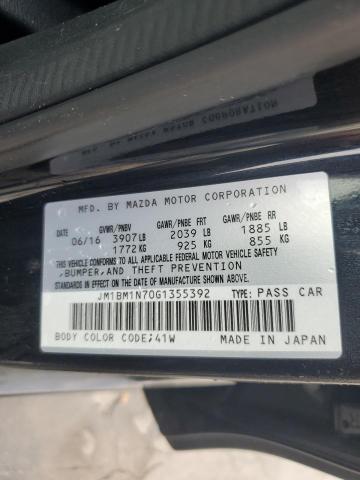 MFD. BY MAZDA MOTOR CORPORATION
GVWR/PNBV GAWR/PNBE FRT GAWR/PNBE RR
06/16 3907LB 2039 LB 1885 LB
1772KG 925 KG 855 KG
THIS VEHICLE CONFORMS TO ALL APPLICABLE FEDERAL MOTOR VEHICLE SAFETY
,BUMPER,AND THEFT PREVENTION
STANDARDS IN EFFECT ON THE DATE OF MANUFACTURE SHOWN ABOVE.
JM1BM1N70G1355392 TYPE: PASS CAR
BODY COLOR CODE;41W MADE IN JAPAN